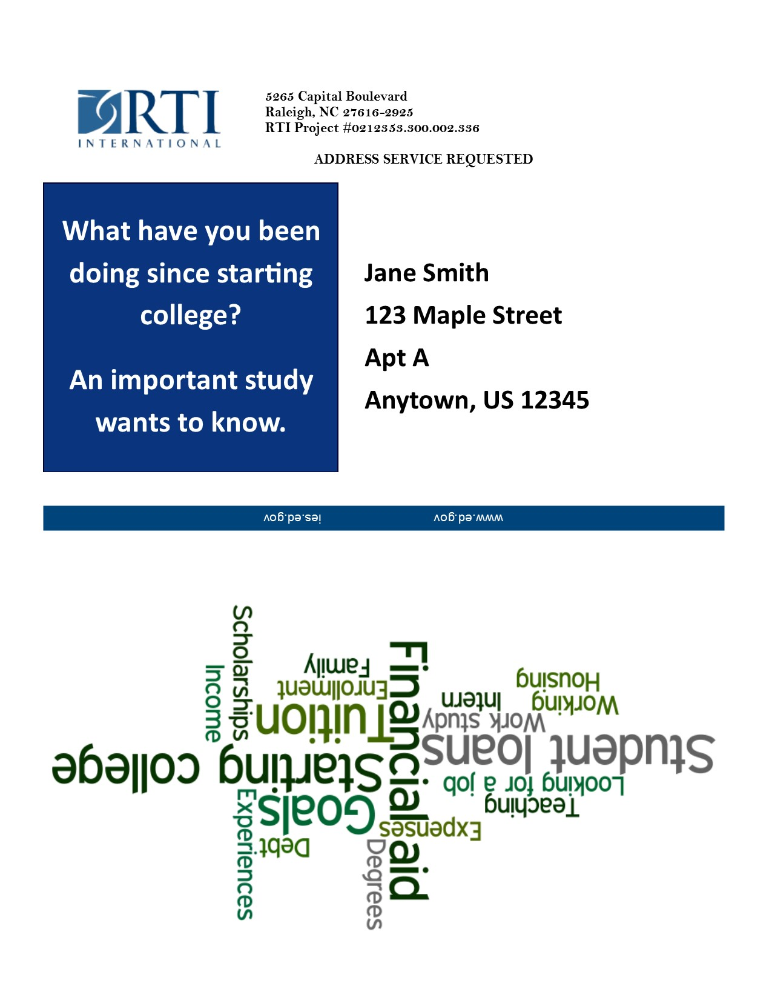 RTI
INTERNATIONAL
5265 Capital Boulevard
Raleigh, NC 27616-2925
RTI Project #0212353.300.002.336
ADDRESS SERVICE REQUESTED
What have you been
doing since starting
college?
An important study
wants to know.
Jane Smith
123 Maple Street
Apt A
Anytown, US 12345
www.ed.gov
ies.ed.gov
Scholarships
Income
Family
Enrollment
Tuition
Financial aid
Housing
Working
Intern
Work study
Student loans
Starting college
Looking for a job
Teaching
Goals
Expenses
Experiences
Debt
Degrees